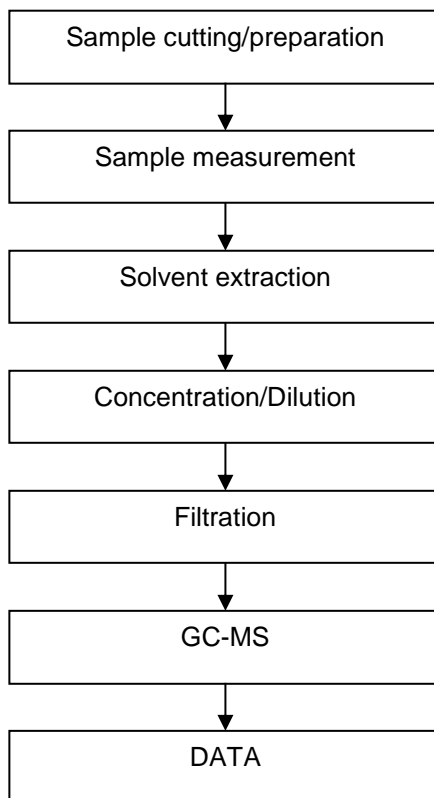 Sample cutting/preparation
Sample measurement
Solvent extraction
Concentration/Dilution
Filtration
GC-MS
DATA